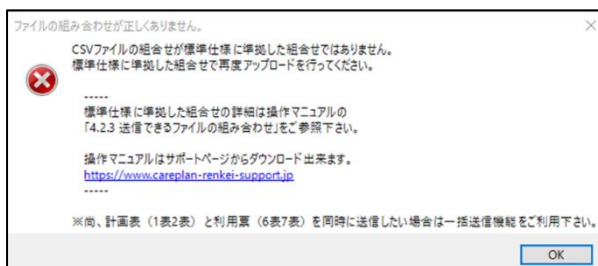 ファイルの組み合わせが正しくありません。
CSVファイルの組合せが標準仕様に準拠した組合せではありません。
標準仕様に準拠した組合せで再度アップロードを行ってください。
-----
標準仕様に準拠した組合せの詳細は操作マニュアルの
「4.2.3 送信できるファイルの組み合わせ」をご参照下さい。
操作マニュアルはサポートページからダウンロード出来ます。
https://www.careplan-renkei-support.jp
-----
※尚、計画表（1表2表）と利用票（6表7表）を同時に送信したい場合は一括送信機能をご利用下さい。
OK